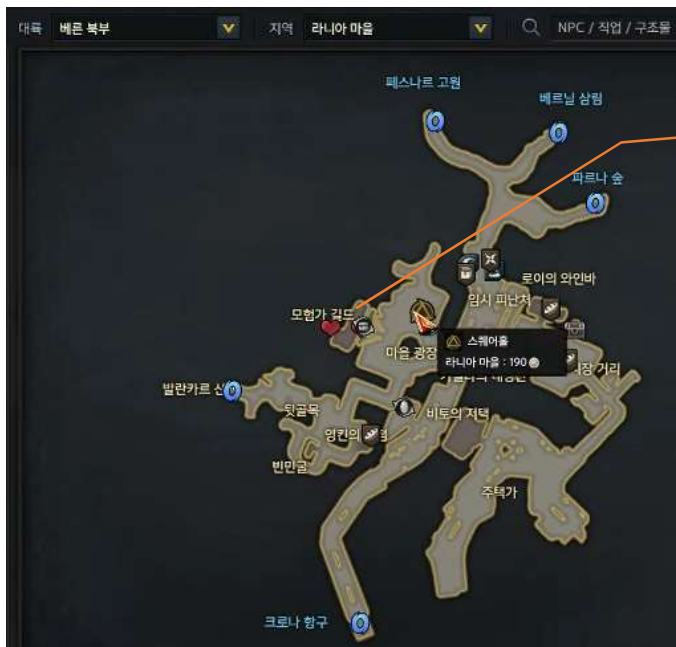 대륙 베른 북부 지역 라니아 마을 NPC / 직업 / 구조물
페스나르 고원
베르닐 삼림
파르나 숲
로이의 와인바
임시 피난처
모험가 길드
스퀘어홀
마을 광장
라니아 마을 : 190
시장 거리
발란카르 산
뒷골목
비토의 저택
영킨의
빈민굴
주택가
크로나 항구